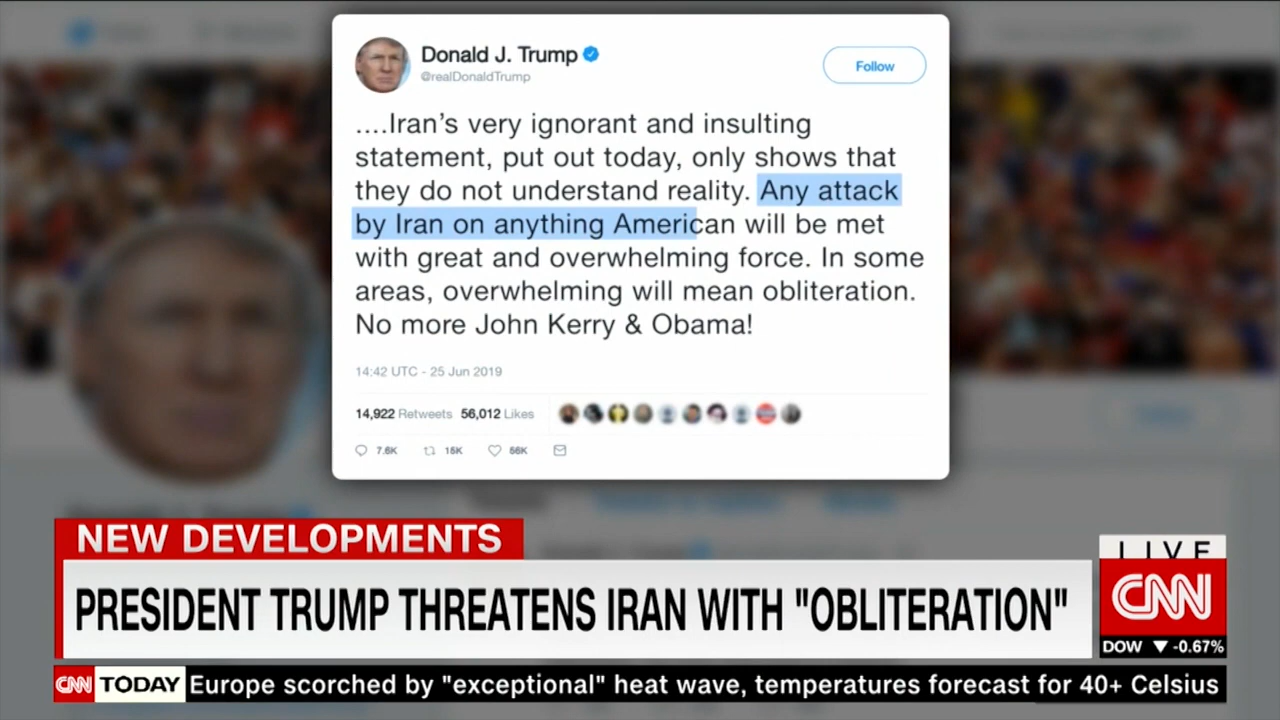 Donald J. Trump
@realDonaldTrump
Follow
....Iran's very ignorant and insulting
statement, put out today, only shows that
they do not understand reality. Any attack
by Iran on anything American will be met
with great and overwhelming force. In some
areas, overwhelming will mean obliteration.
No more John Kerry & Obama!
14:42 UTC - 25 Jun 2019
14,922 Retweets 56,012 Likes
7.6K 15K 56K
NEW DEVELOPMENTS
PRESIDENT TRUMP THREATENS IRAN WITH "OBLITERATION"
LIVE
CNN
DOW ▼ -0.67%
CNN TODAY Europe scorched by "exceptional" heat wave, temperatures forecast for 40+ Celsius